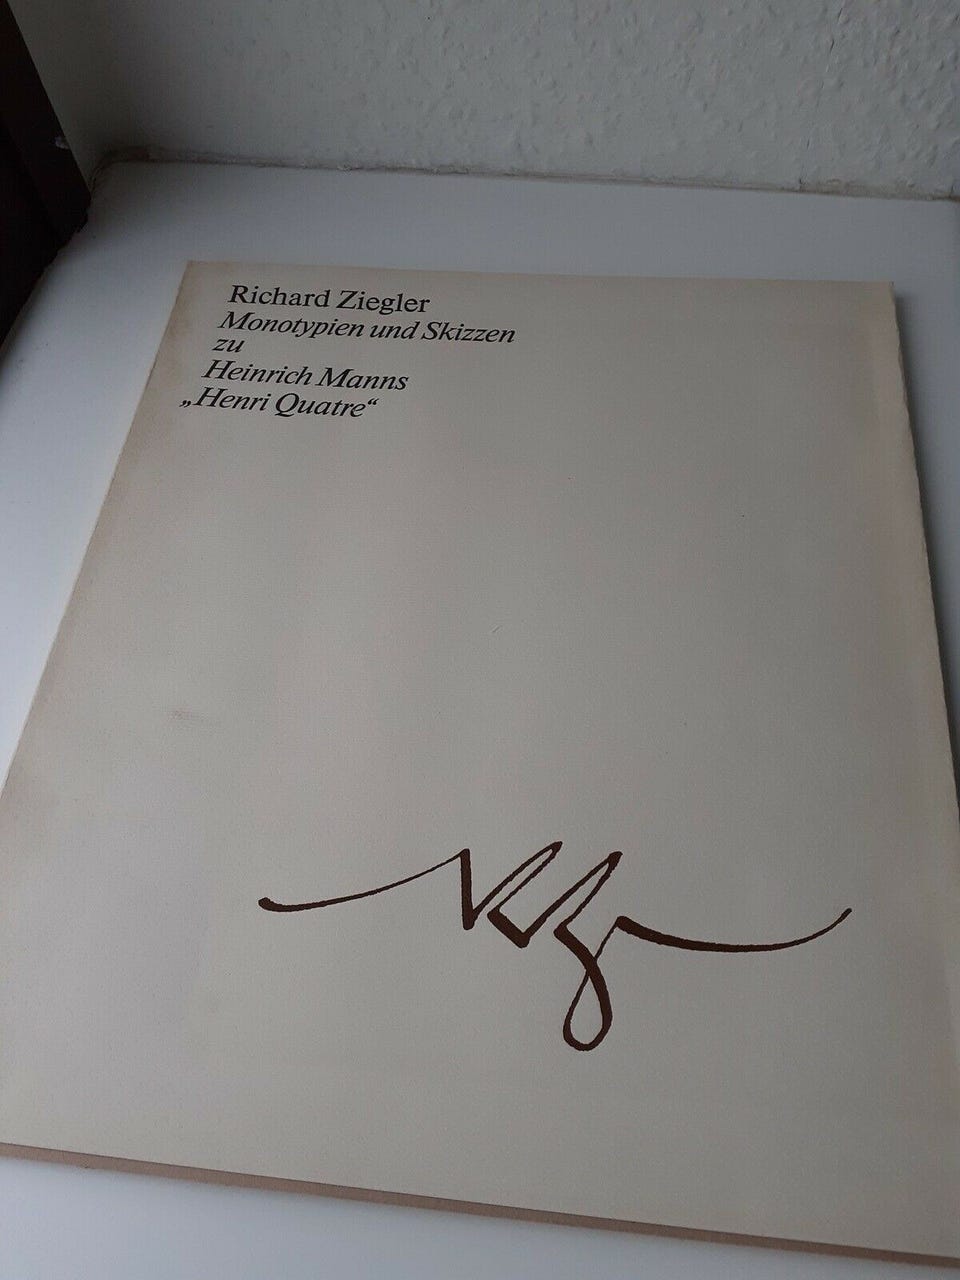 Richard Ziegler
Monotypien und Skizzen
zu
Heinrich Manns
„Henri Quatre“